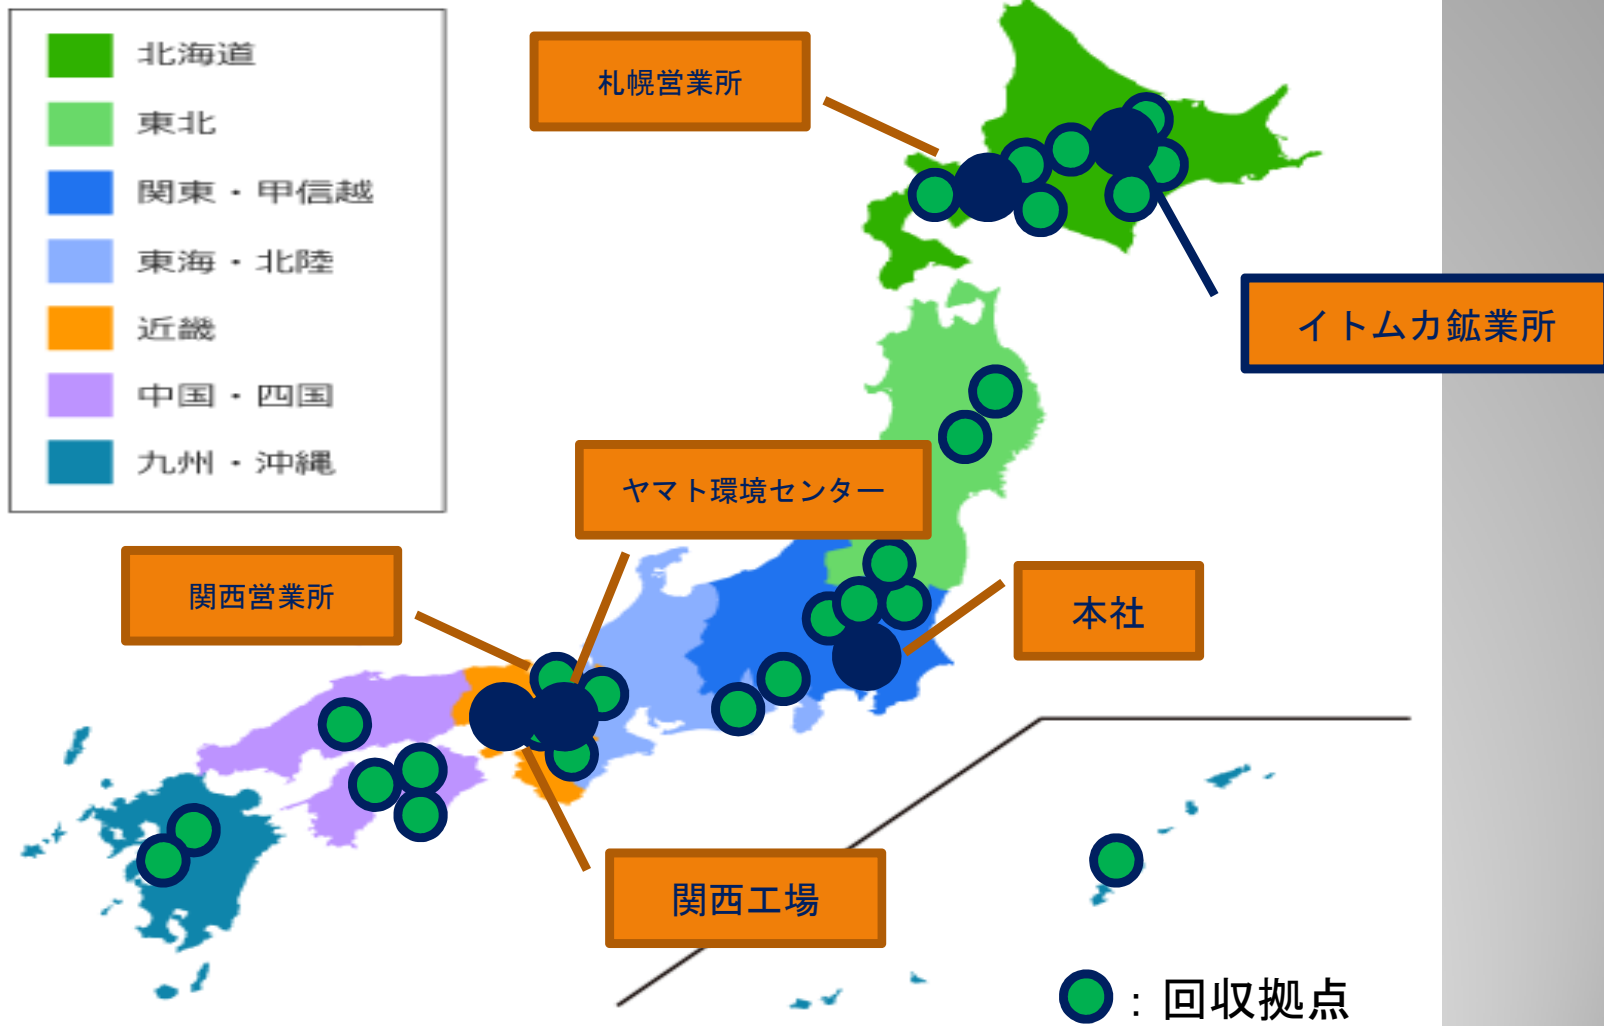 北海道
東北
関東・甲信越
東海・北陸
近畿
中国・四国
九州・沖縄
札幌営業所
イトムカ鉱業所
ヤマト環境センター
関西営業所
本社
関西工場
：回収拠点